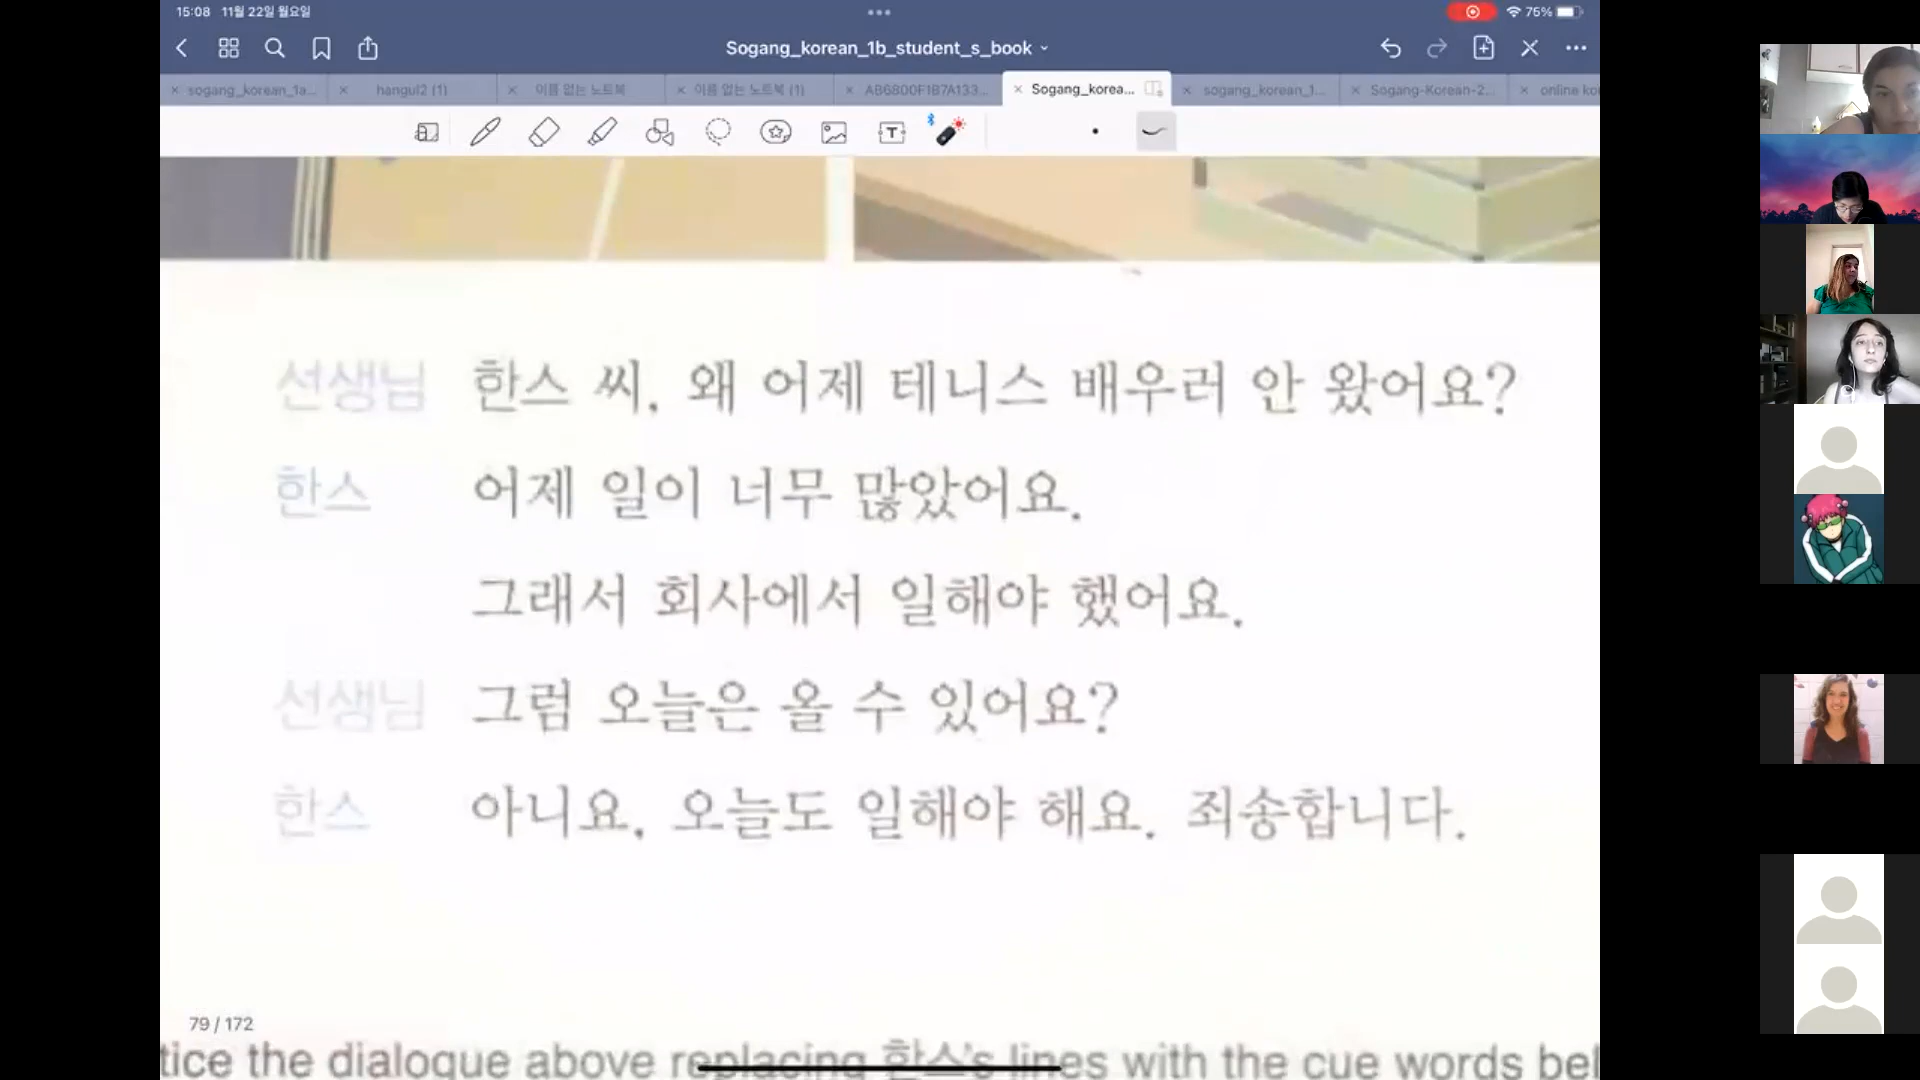 15:08 11월 22일 월요일
75%
Sogang_korean_1b_student_s_book
sogang_korean_1a...
hangul2 (1)
이름 없는 노트북
이름 없는 노트북 (1)
AB6800F1B7A133...
Sogang_korea...
sogang_korean_1...
Sogang-Korean-2...
online ko
선생님 한스 씨, 왜 어제 테니스 배우러 안 왔어요?
한스 어제 일이 너무 많았어요.
그래서 회사에서 일해야 했어요.
선생님 그럼 오늘은 올 수 있어요?
한스 아니요, 오늘도 일해야 해요. 죄송합니다.
79 / 172
tice the dialogue above replacing 한스's lines with the cue words bel